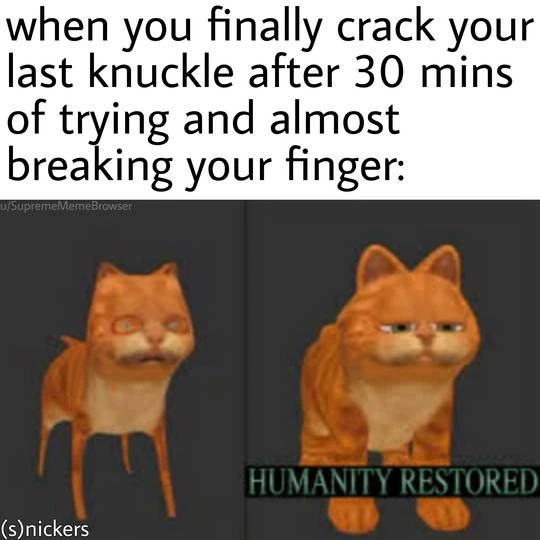 when you finally crack your
last knuckle after 30 mins
of trying and almost
breaking your finger:
u/SupremeMemeBrowser
HUMANITY RESTORED
(s)nickers